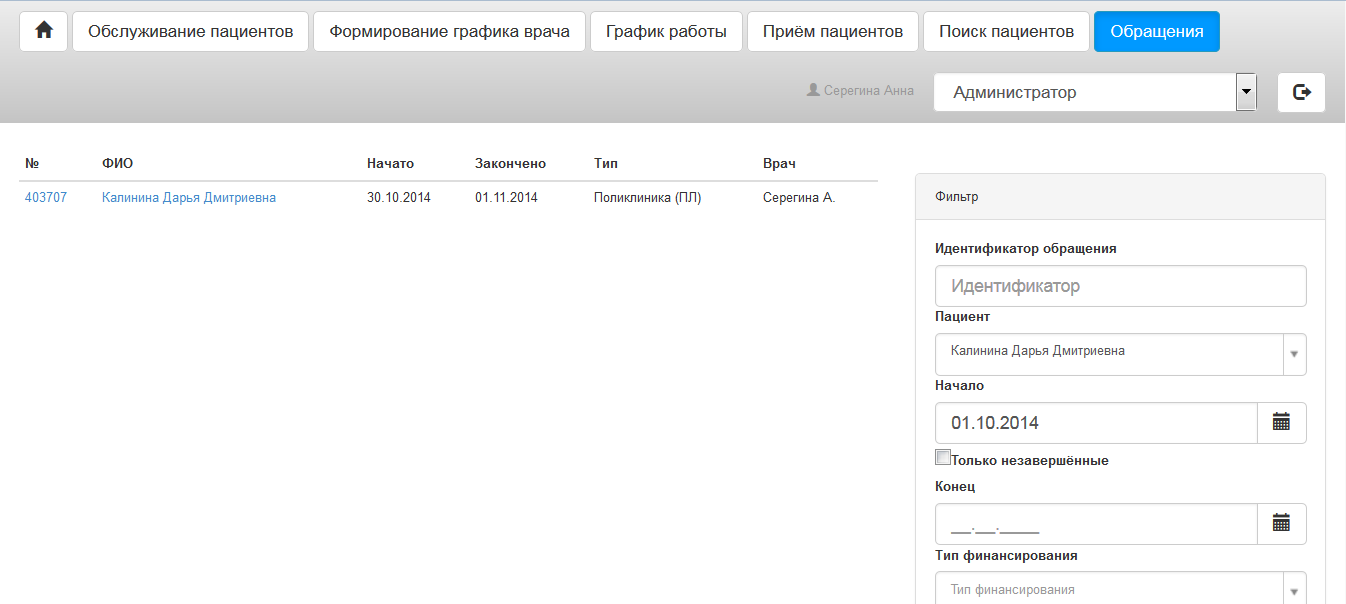 Обслуживание пациентов Формирование графика врача График работы Приём пациентов Поиск пациентов Обращения
Серегина Анна Администратор
№ ФИО Начато Закончено Тип Врач
403707 Калинина Дарья Дмитриевна 30.10.2014 01.11.2014 Поликлиника (ПЛ) Серегина А.
Фильтр
Идентификатор обращения
Идентификатор
Пациент
Калинина Дарья Дмитриевна
Начало
01.10.2014
Только незавершённые
Конец
__.__.____
Тип финансирования
Тип финансирования